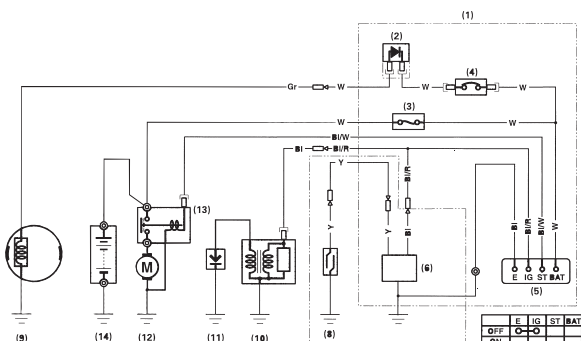 (1)
(2)
(4)
Gr W W W
(3)
W W
Bl/W
Bl Bl/R
Y
Bl/R
(13)
Y Y Bl
Bl Bl/R Bl/W W
M
(6)
E IG ST BAT
(5)
(9) (14) (12) (11) (10) (8)
E IG ST BAT
OFF
ON